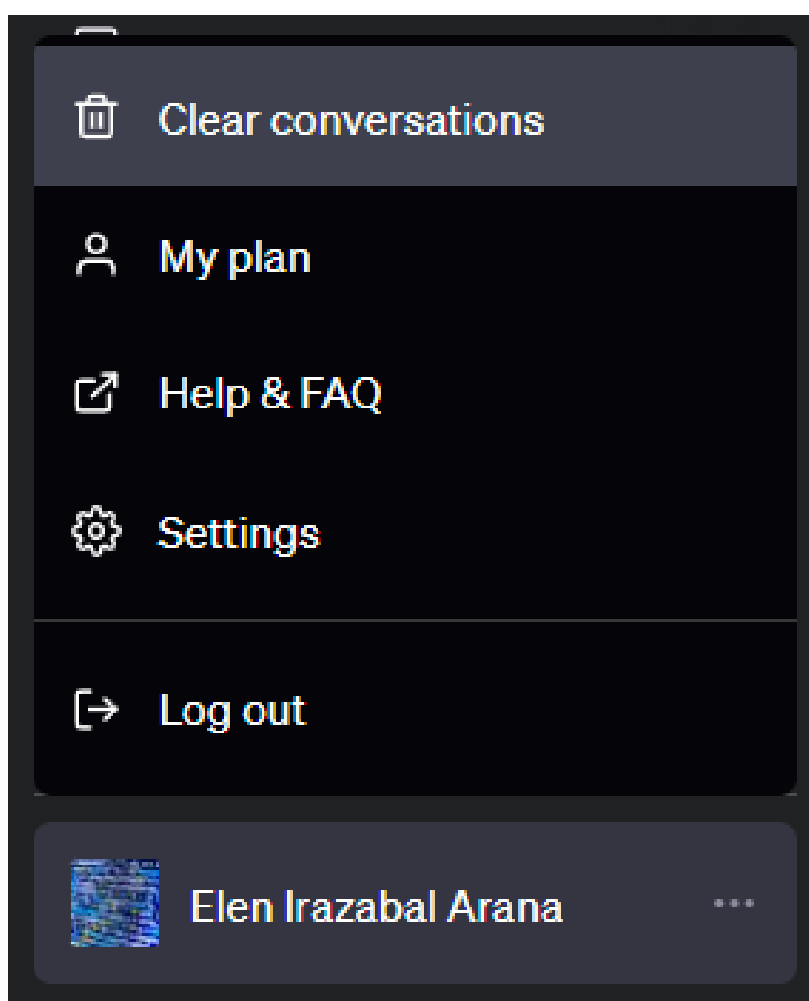 Clear conversations
My plan
Help & FAQ
Settings
Log out
Elen Irazabal Arana